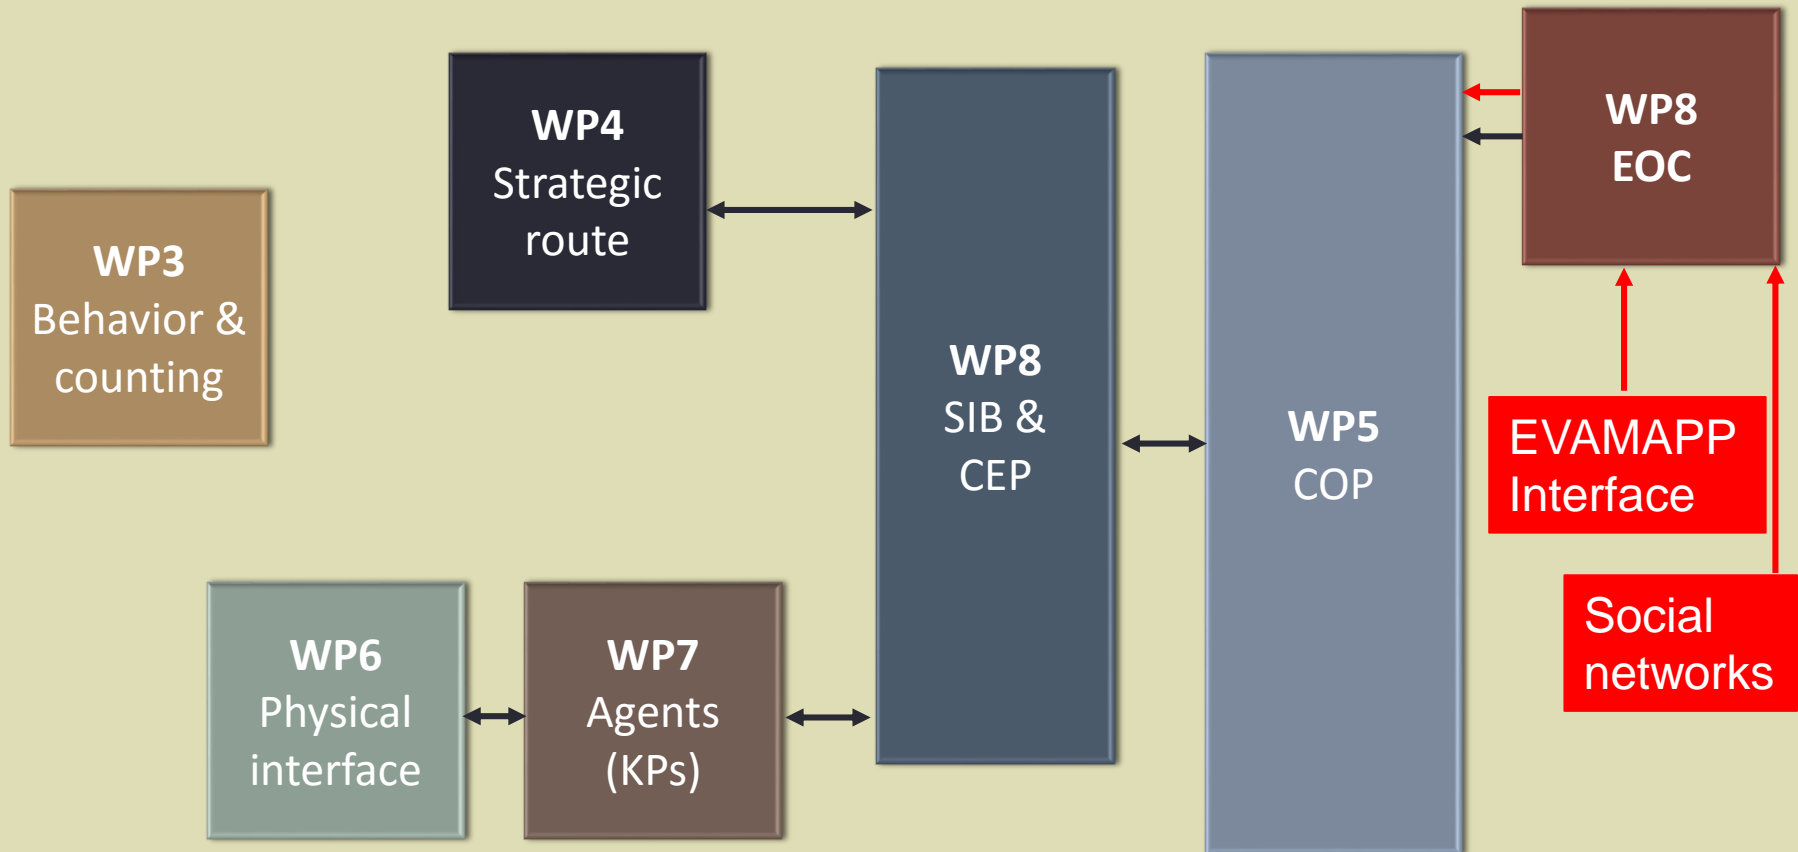 WP3
Behavior &
counting
WP4
Strategic
route
WP6
Physical
interface
WP7
Agents
(KPs)
WP8
SIB &
CEP
WP5
COP
WP8
EOC
EVAMAPP
Interface
Social
networks